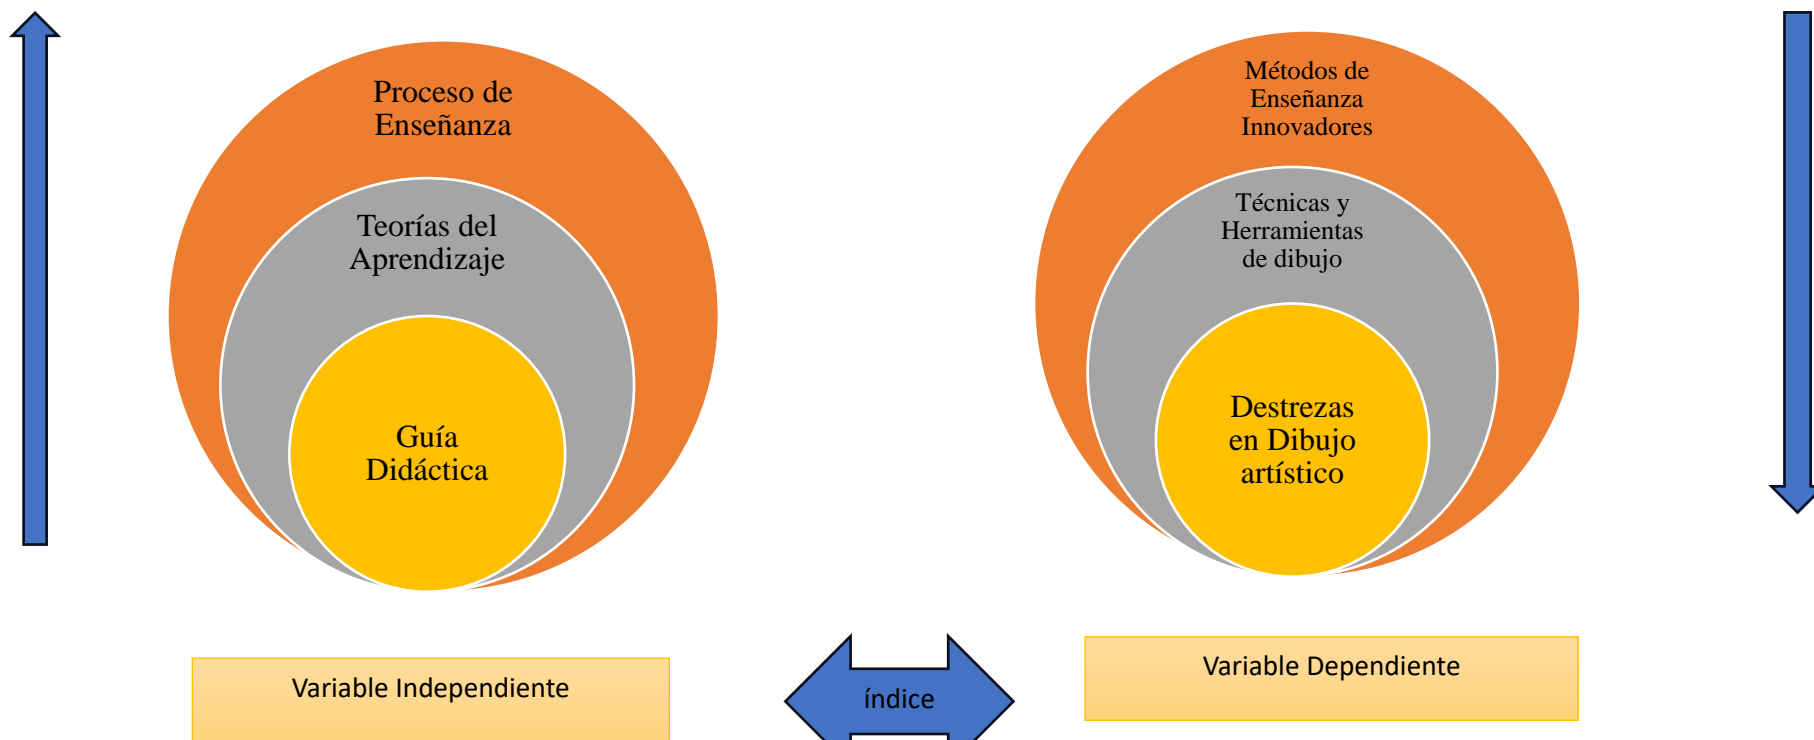 Proceso de
Enseñanza
Teorías del
Aprendizaje
Guía
Didáctica
Métodos de
Enseñanza
Innovadores
Técnicas y
Herramientas
de dibujo
Destrezas
en Dibujo
artístico
Variable Independiente
índice
Variable Dependiente